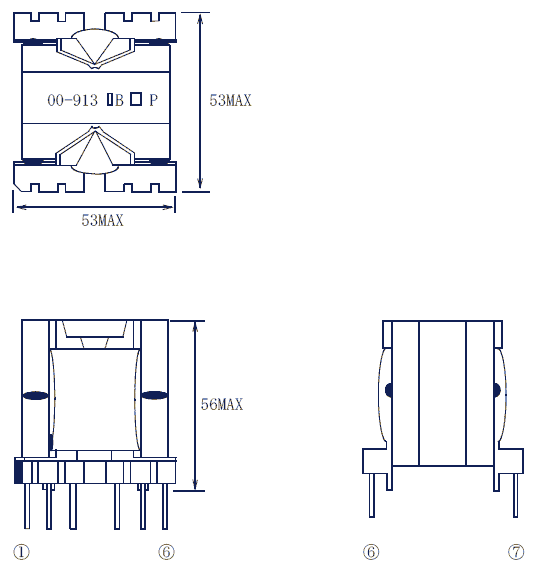 00-913 ▯B □ P
53MAX
53MAX
56MAX
① ⑥ ⑥ ⑦